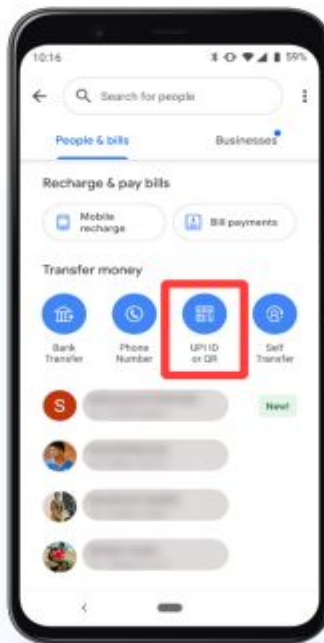 10:16
59%
Search for people
People & bills
Businesses
Recharge & pay bills
Mobile recharge
Bill payments
Transfer money
Bank Transfer
Phone Number
UPI ID or QR
Self Transfer
S
New!